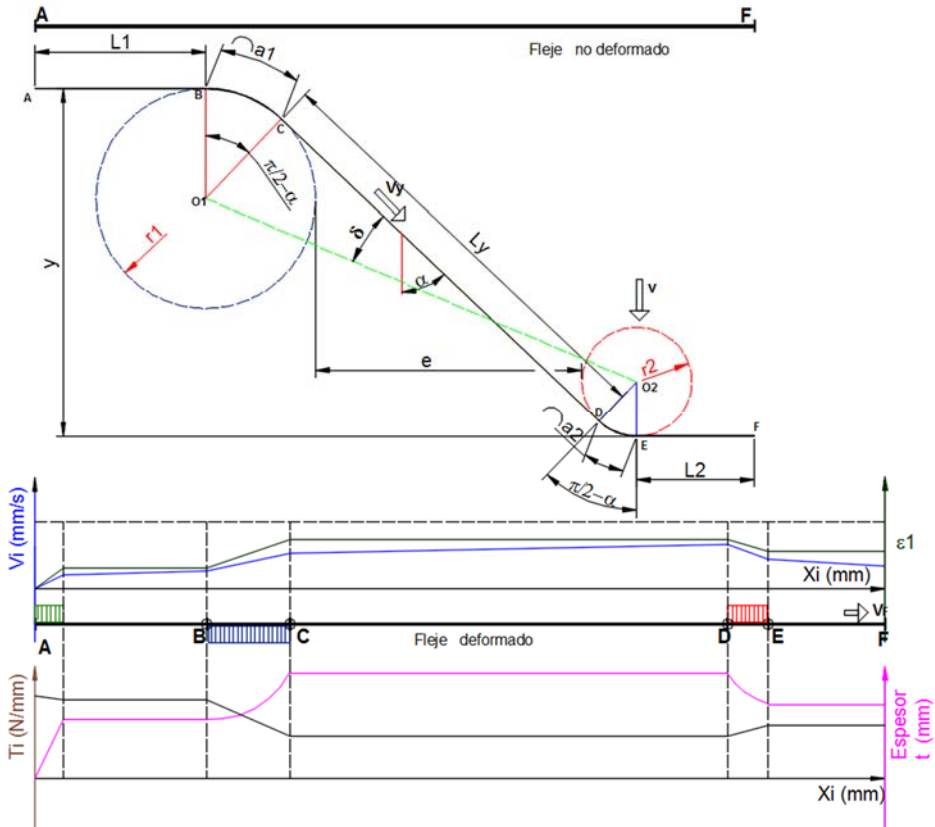 A F
L1
a1
Fleje no deformado
A
B
C
π/2-α
O1
Vy
Ly
r1
y
δ
α
V
e
r2
O2
D
F
a2
E
L2
π/2-α
Vi (mm/s)
ε1
Xi (mm)
A B C Fleje deformado D E F
VF
Ti (N/mm)
Espesor
t (mm)
Xi (mm)